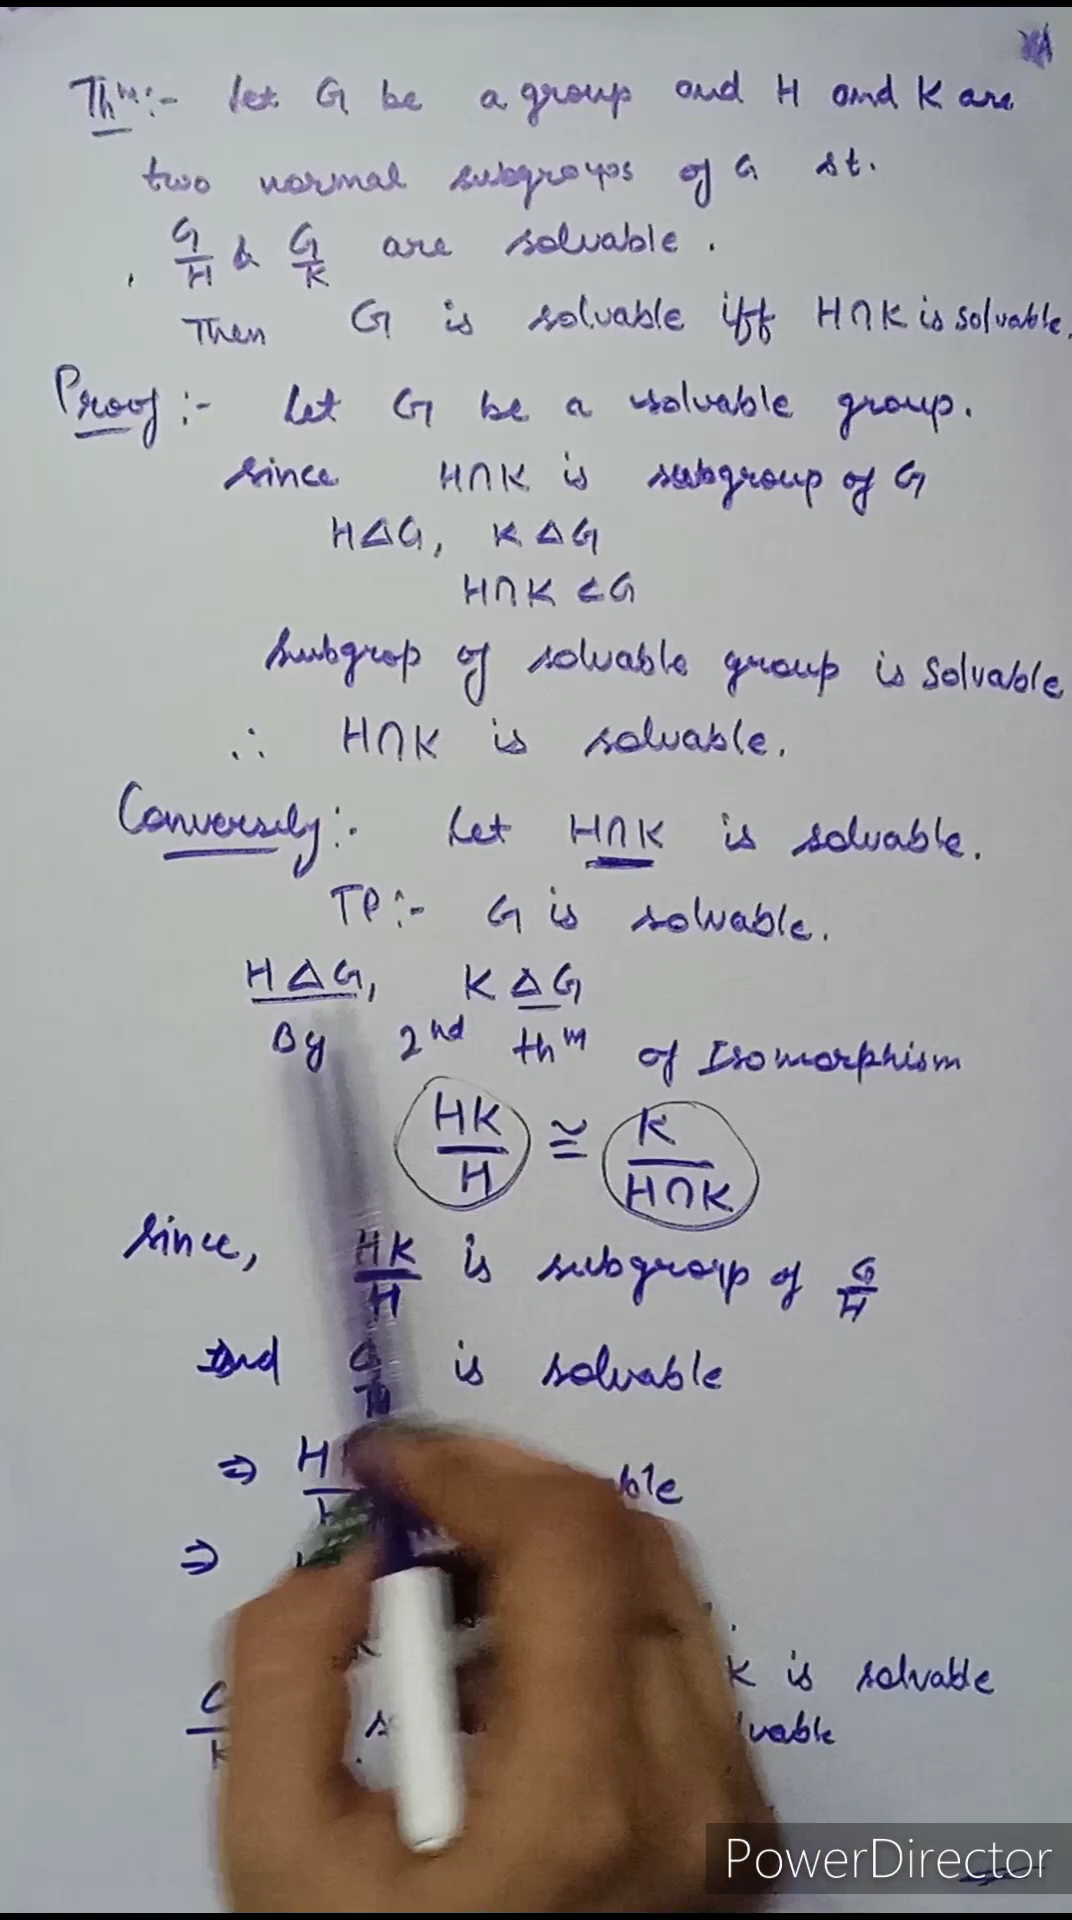 Thᵐ:- Let G be a group and H and K are
two normal subgroyps of G st.
G/H & G/K are solvable.
Then G is solvable iff H∩K is solvable.
Proof :- Let G be a solvable group.
since H∩K is subgroup of G
H△G, K△G
H∩K ≤ G
Subgrop of solvable group is Solvable
∴ H∩K is solvable.
Conversely :- Let H∩K is solvable.
TP:- G is solvable.
H△G, K△G
By 2nd thᵐ of Isomorphism
HK/H ≅ K/H∩K
since, HK/H is subgroup of G/H
and G/H is solvable
⇒ H
⇒
K is solvable
PowerDirector